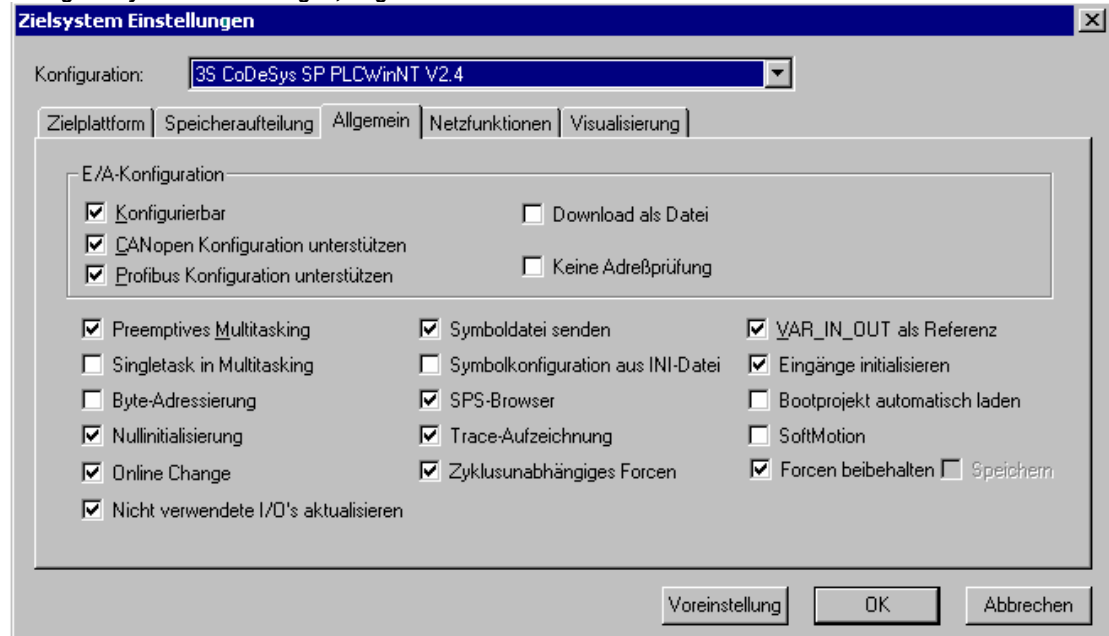 Zielsystem Einstellungen
Konfiguration: 3S CoDeSys SP PLCWinNT V2.4
Zielplattform Speicheraufteilung Allgemein Netzfunktionen Visualisierung
E/A-Konfiguration
Konfigurierbar Download als Datei
CANopen Konfiguration unterstützen
Profibus Konfiguration unterstützen Keine Adreßprüfung
Preemptives Multitasking Symboldatei senden VAR_IN_OUT als Referenz
Singletask in Multitasking Symbolkonfiguration aus INI-Datei Eingänge initialisieren
Byte-Adressierung SPS-Browser Bootprojekt automatisch laden
Nullinitialisierung Trace-Aufzeichnung SoftMotion
Online Change Zyklusunabhängiges Forcen Forcen beibehalten Speichern
Nicht verwendete I/O's aktualisieren
Voreinstellung OK Abbrechen